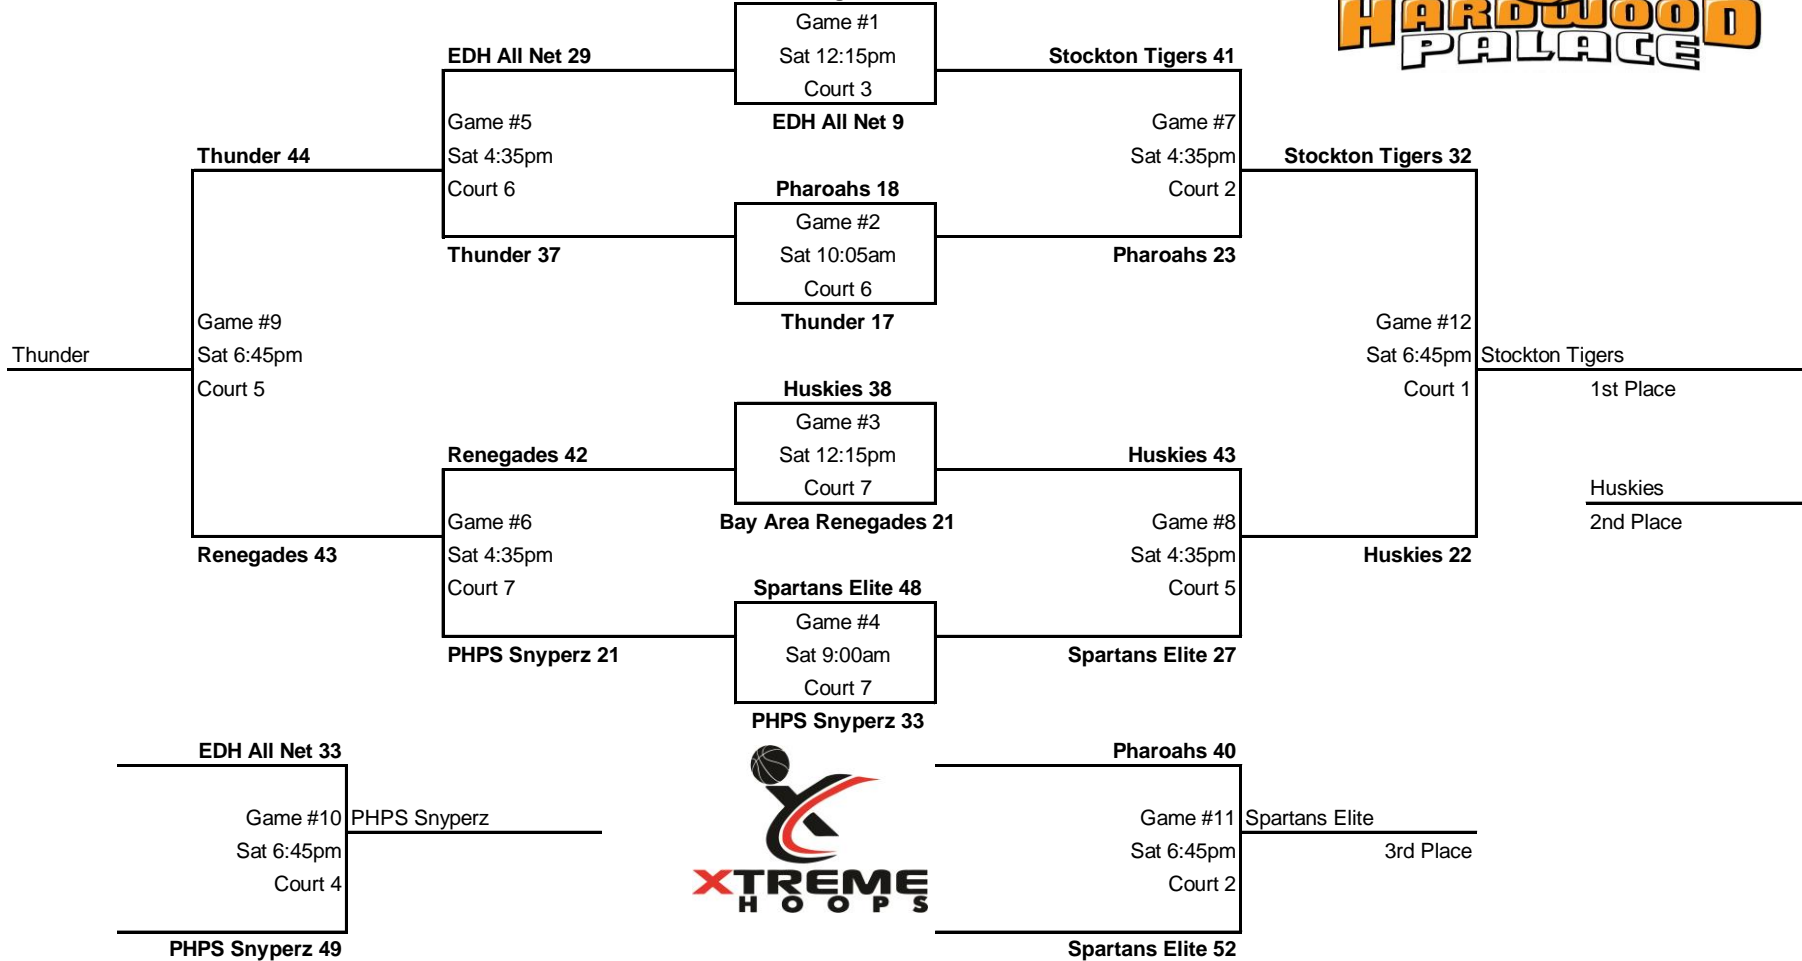 HARDWOOD
PALACE
Game #1
EDH All Net 29
Sat 12:15pm
Stockton Tigers 41
Court 3
Game #5
EDH All Net 9
Game #7
Thunder 44
Sat 4:35pm
Sat 4:35pm
Stockton Tigers 32
Court 6
Pharoahs 18
Court 2
Game #2
Thunder 37
Sat 10:05am
Pharoahs 23
Court 6
Game #9
Thunder 17
Game #12
Thunder
Sat 6:45pm
Sat 6:45pm
Stockton Tigers
Court 5
Huskies 38
Court 1
1st Place
Game #3
Renegades 42
Sat 12:15pm
Huskies 43
Court 7
Huskies
Game #6
Bay Area Renegades 21
Game #8
2nd Place
Renegades 43
Sat 4:35pm
Sat 4:35pm
Huskies 22
Court 7
Spartans Elite 48
Court 5
Game #4
PHPS Snyperz 21
Sat 9:00am
Spartans Elite 27
Court 7
PHPS Snyperz 33
EDH All Net 33
Pharoahs 40
Game #10
PHPS Snyperz
Game #11
Spartans Elite
Sat 6:45pm
Sat 6:45pm
3rd Place
Court 4
XTREME
HOOPS
Court 2
PHPS Snyperz 49
Spartans Elite 52